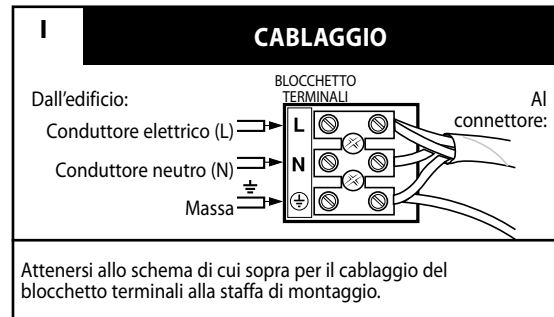 I
CABLAGGIO
Dall'edificio:
BLOCCHETTO
TERMINALI
Al
connettore:
Conduttore elettrico (L)
L
Conduttore neutro (N)
N
Massa
Attenersi allo schema di cui sopra per il cablaggio del
blocchetto terminali alla staffa di montaggio.